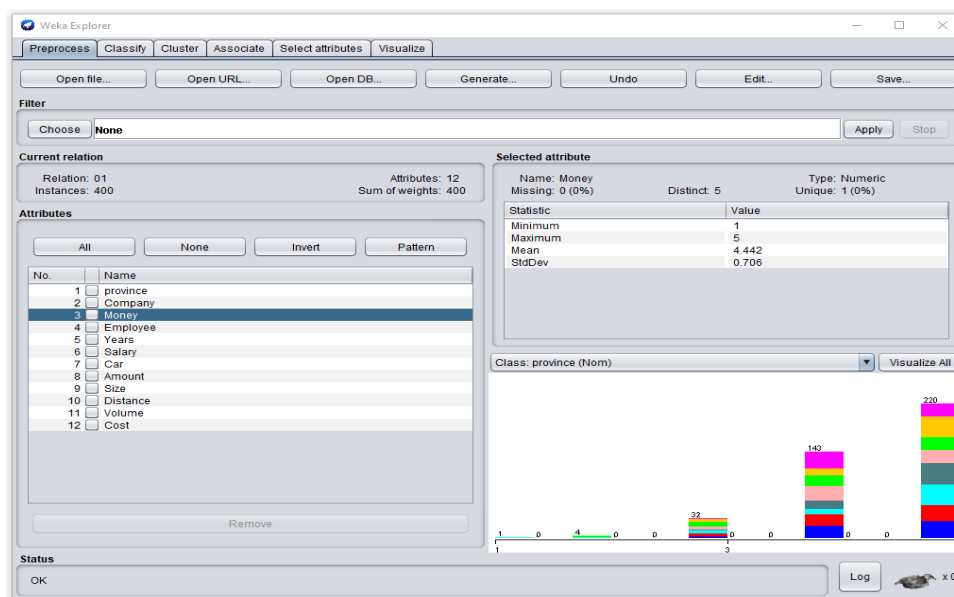 Weka Explorer
Preprocess Classify Cluster Associate Select attributes Visualize
Open file... Open URL... Open DB... Generate... Undo Edit... Save...
Filter
Choose None Apply Stop
Current relation
Relation: 01 Attributes: 12
Instances: 400 Sum of weights: 400
Attributes
All None Invert Pattern
No. Name
1 province
2 Company
3 Money
4 Employee
5 Years
6 Salary
7 Car
8 Amount
9 Size
10 Distance
11 Volume
12 Cost
Remove
Selected attribute
Name: Money Type: Numeric
Missing: 0 (0%) Distinct: 5 Unique: 1 (0%)
Statistic Value
Minimum 1
Maximum 5
Mean 4.442
StdDev 0.706
Class: province (Nom) Visualize All
220
143
32
1 0 4 0 0 0 0 0 0
1 3
Status
OK
Log x 0